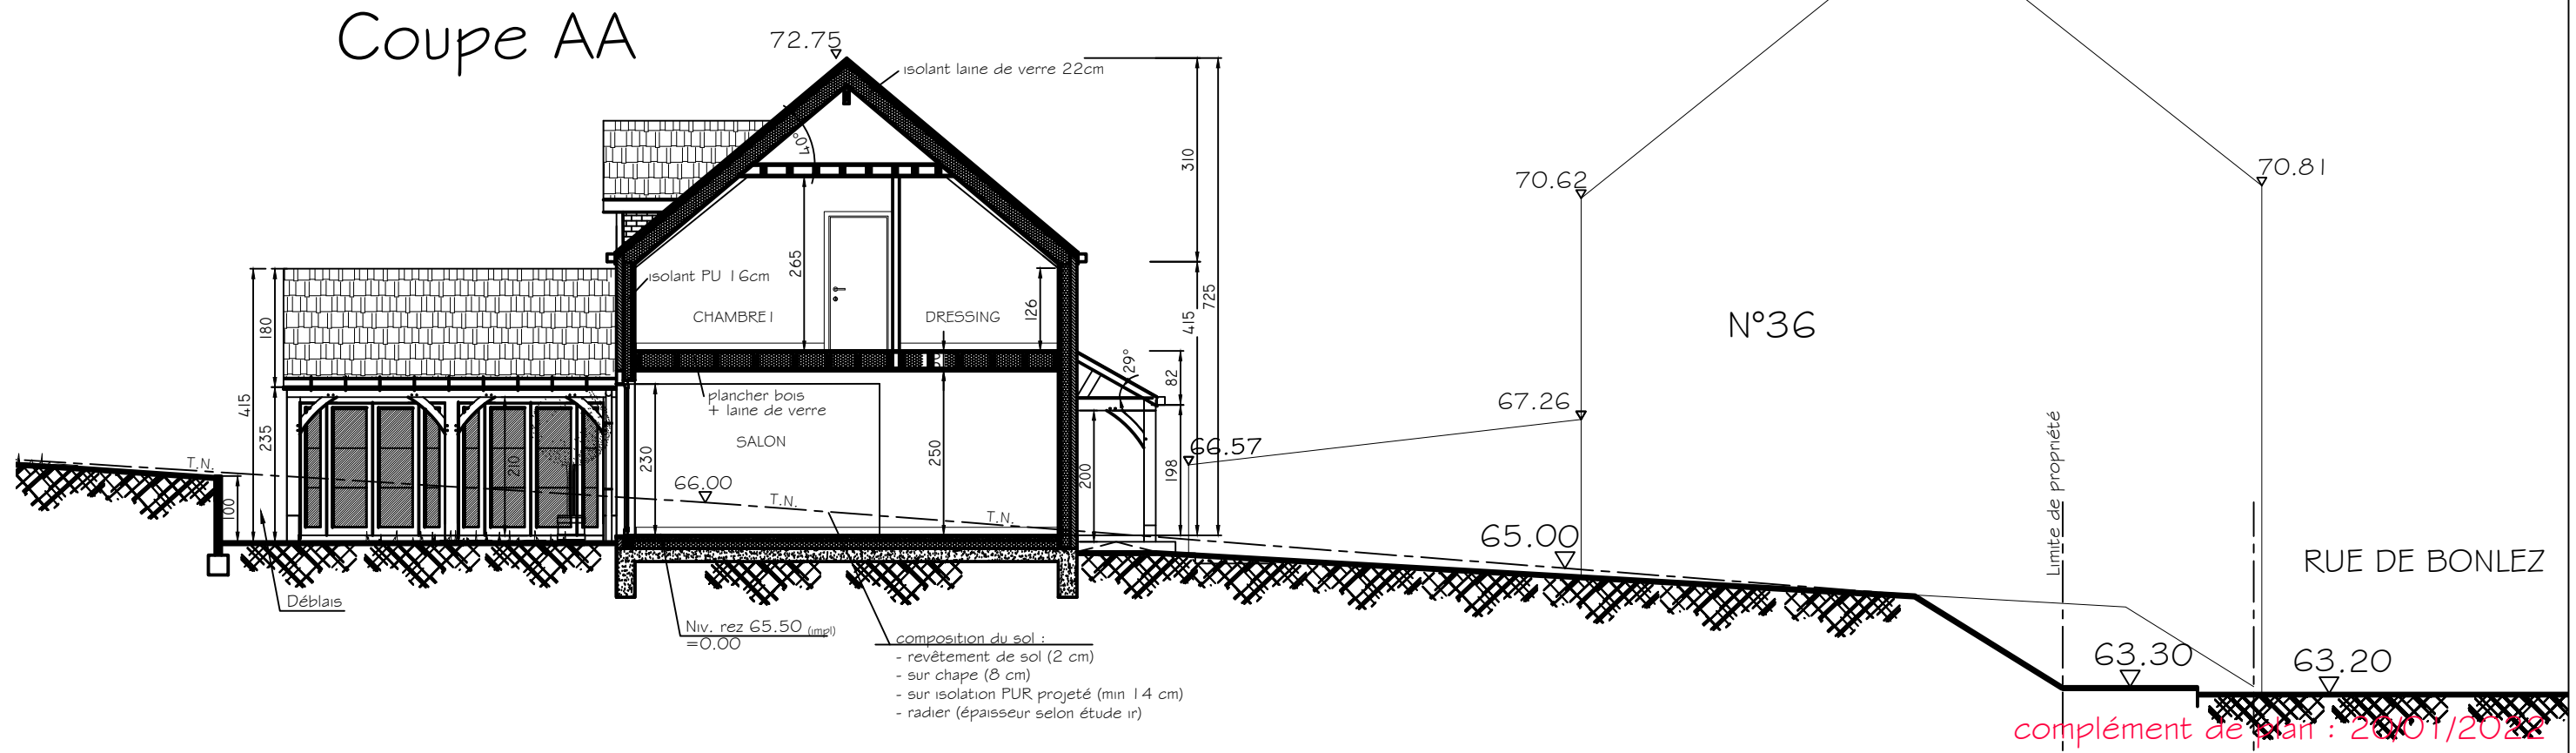 Coupe AA
72.75
isolant laine de verre 22cm
40°
310
70.62
70.81
265
isolant PU 16cm
CHAMBRE1
DRESSING
126
725
415
N°36
180
415
235
29°
82
plancher bois
+ laine de verre
67.26
SALON
66.57
T.N.
230
250
210
200
198
66.00
T.N.
T.N.
100
65.00
Limite de propriété
RUE DE BONLEZ
Déblais
Niv. rez 65.50 (impl)
=0.00
composition du sol :
- revêtement de sol (2 cm)
- sur chape (8 cm)
- sur isolation PUR projeté (min 14 cm)
- radier (épaisseur selon étude ir)
63.30
63.20
complément de plan : 20/01/2022